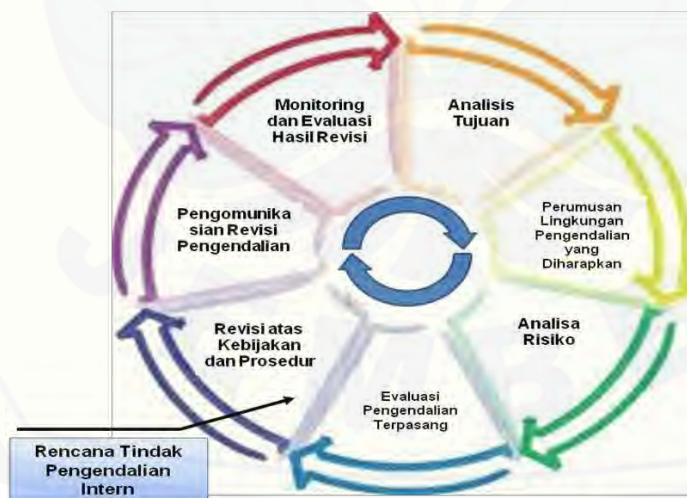 Monitoring
dan Evaluasi
Hasil Revisi
Analisis
Tujuan
Perumusan
Lingkungan
Pengendalian
yang
Diharapkan
Analisa
Risiko
Evaluasi
Pengendalian
Terpasang
Revisi atas
Kebijakan
dan Prosedur
Pengomunika
sian Revisi
Pengendalian
Rencana Tindak
Pengendalian
Intern